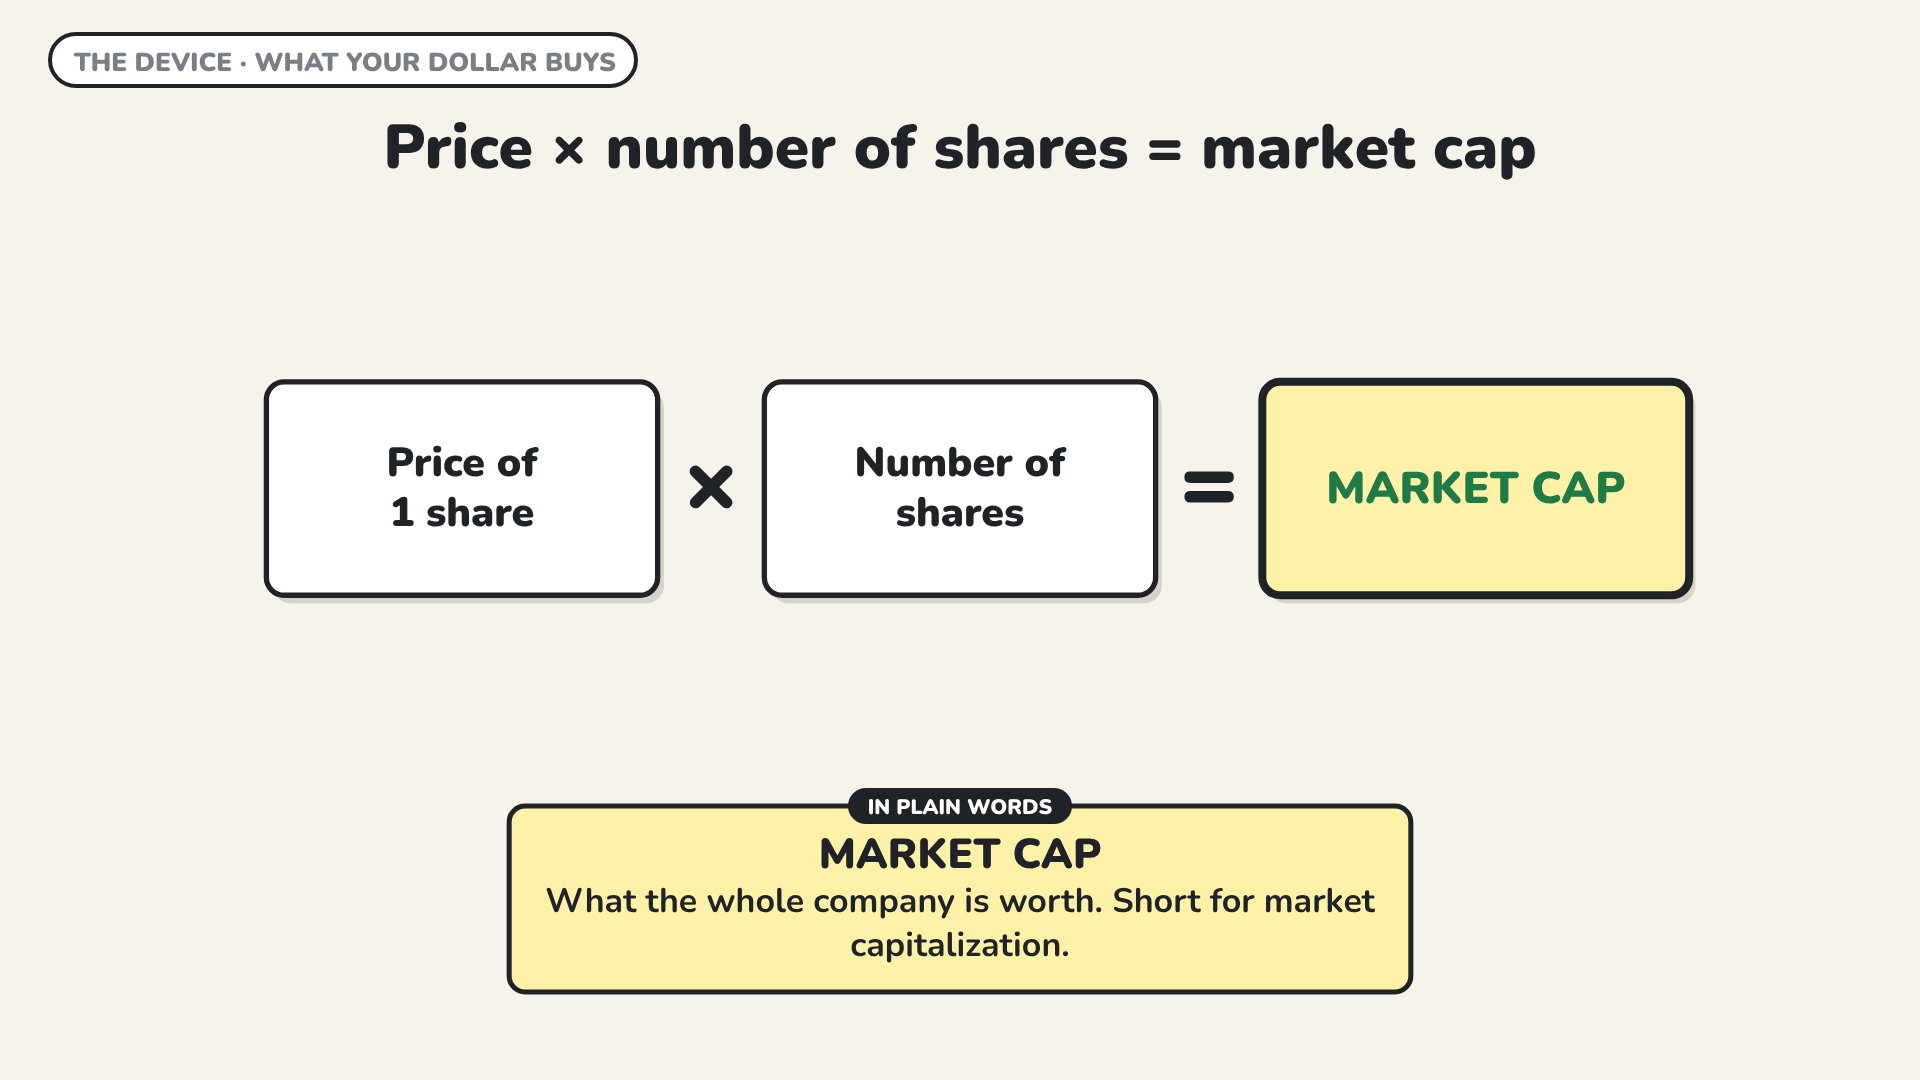 THE DEVICE · WHAT YOUR DOLLAR BUYS
Price × number of shares = market cap
Price of
1 share
×
Number of
shares
=
MARKET CAP
IN PLAIN WORDS
MARKET CAP
What the whole company is worth. Short for market
capitalization.